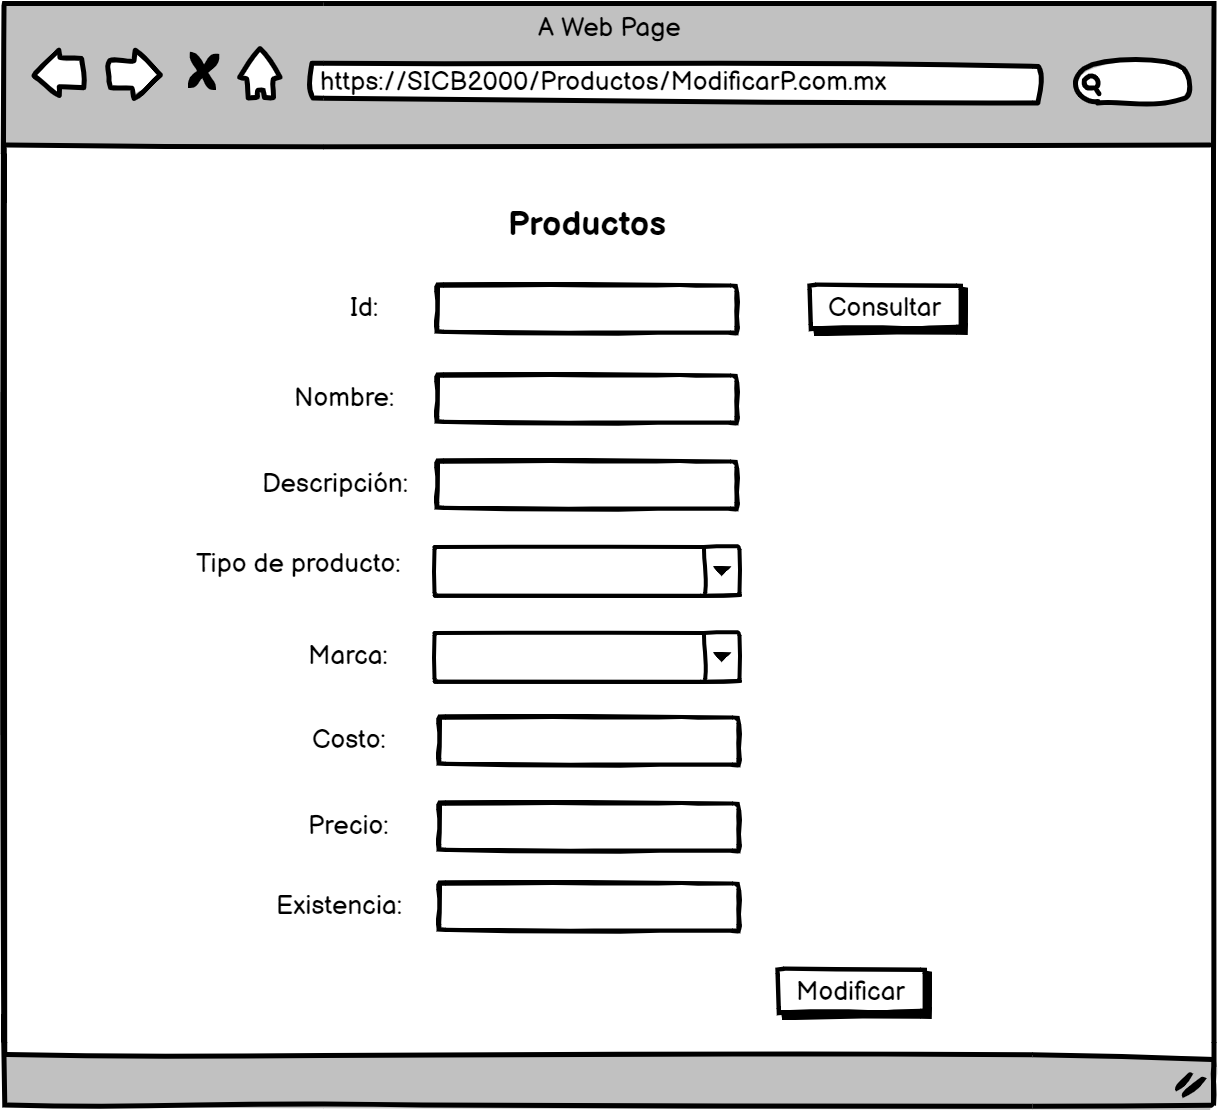 A Web Page
https://SICB2000/Productos/ModificarP.com.mx
Productos
Id:
Consultar
Nombre:
Descripción:
Tipo de producto:
Marca:
Costo:
Precio:
Existencia:
Modificar